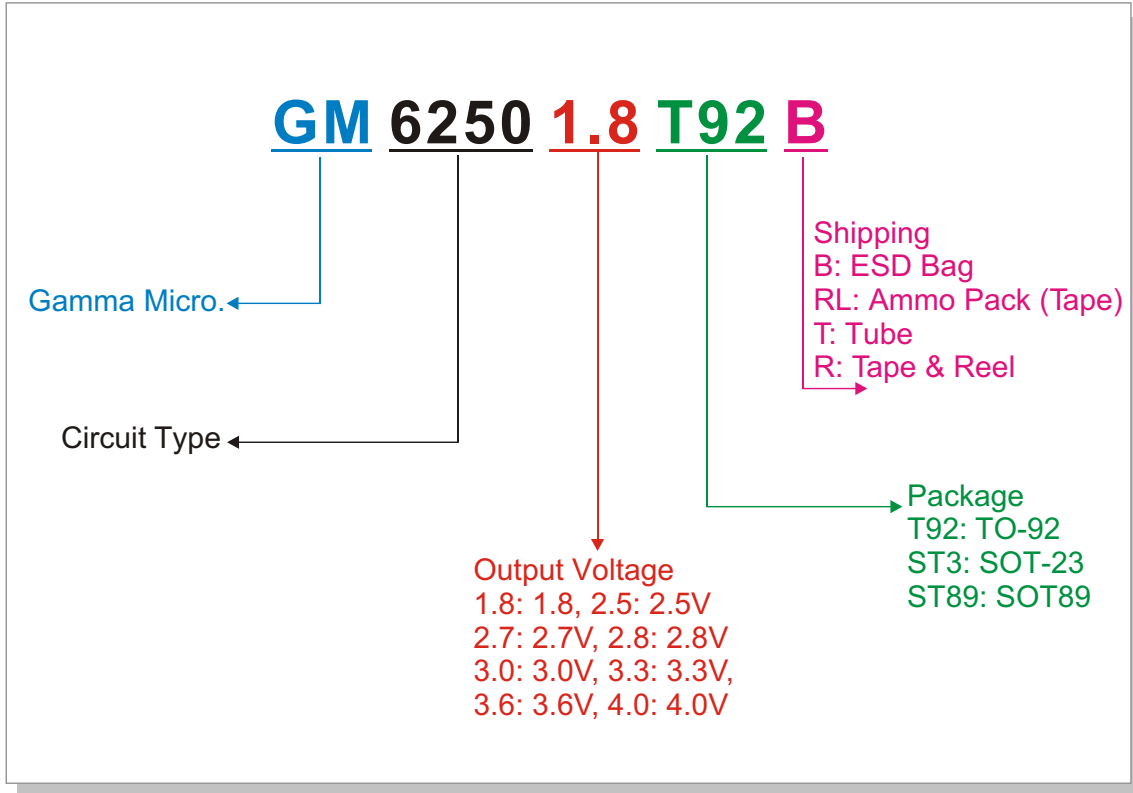 GM 6250 1.8 T92 B
Shipping
B: ESD Bag
RL: Ammo Pack (Tape)
T: Tube
R: Tape & Reel
Gamma Micro.
Circuit Type
Package
T92: TO-92
ST3: SOT-23
ST89: SOT89
Output Voltage
1.8: 1.8, 2.5: 2.5V
2.7: 2.7V, 2.8: 2.8V
3.0: 3.0V, 3.3: 3.3V,
3.6: 3.6V, 4.0: 4.0V